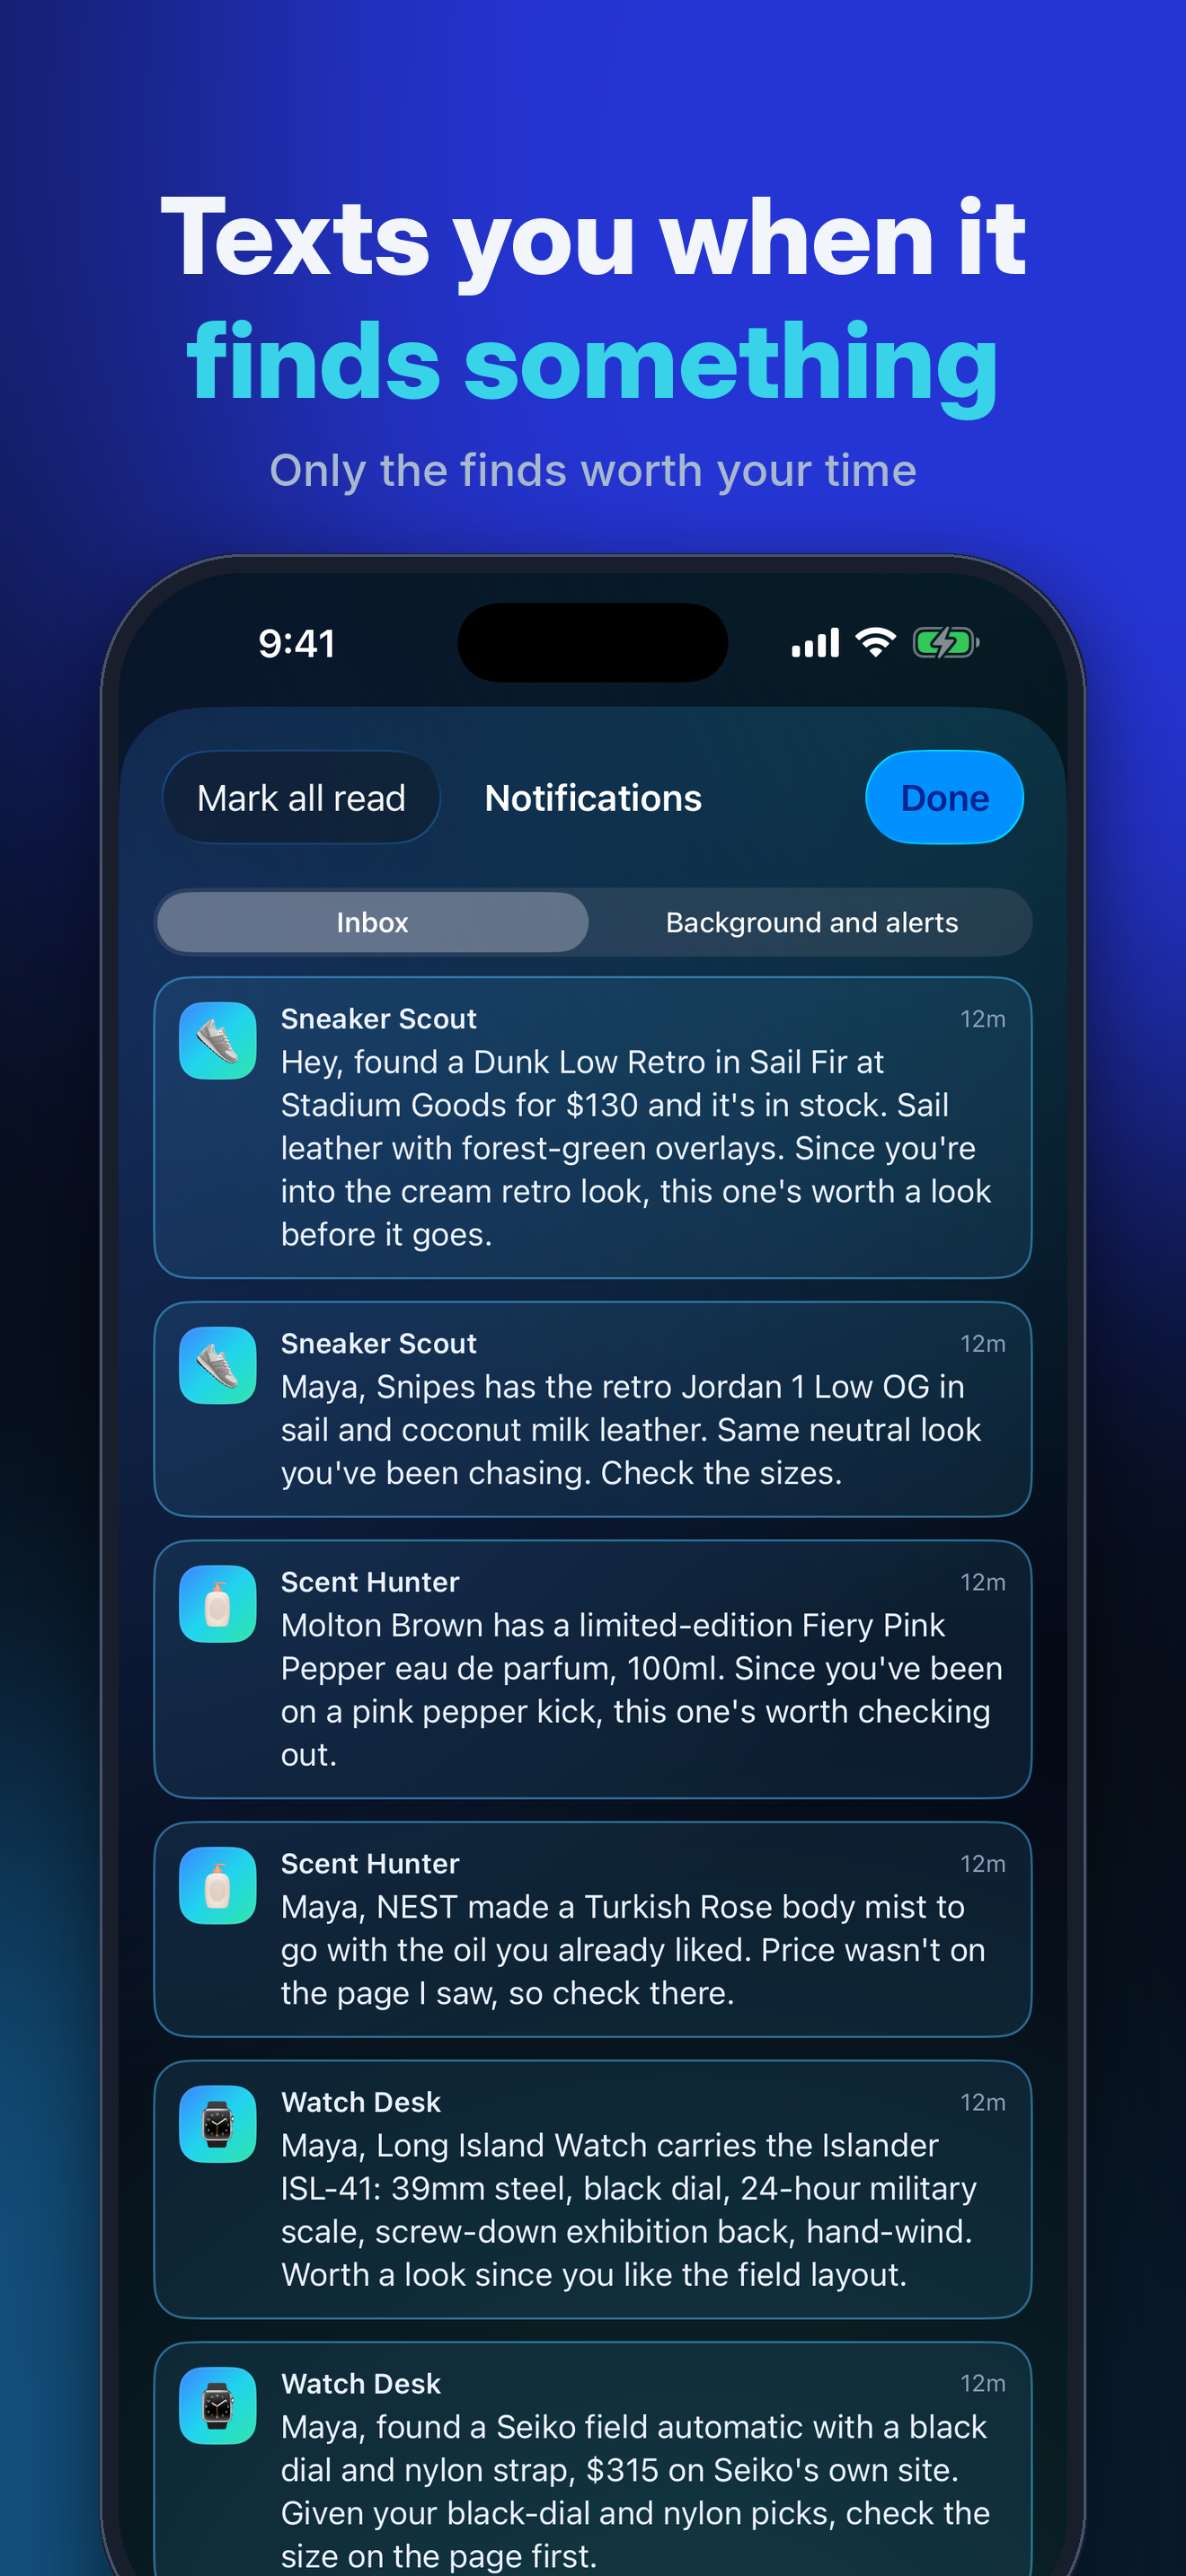 Texts you when it
finds something
Only the finds worth your time
9:41
Mark all read
Notifications
Done
Inbox
Background and alerts
Sneaker Scout
12m
Hey, found a Dunk Low Retro in Sail Fir at
Stadium Goods for $130 and it's in stock. Sail
leather with forest-green overlays. Since you're
into the cream retro look, this one's worth a look
before it goes.
Sneaker Scout
12m
Maya, Snipes has the retro Jordan 1 Low OG in
sail and coconut milk leather. Same neutral look
you've been chasing. Check the sizes.
Scent Hunter
12m
Molton Brown has a limited-edition Fiery Pink
Pepper eau de parfum, 100ml. Since you've been
on a pink pepper kick, this one's worth checking
out.
Scent Hunter
12m
Maya, NEST made a Turkish Rose body mist to
go with the oil you already liked. Price wasn't on
the page I saw, so check there.
Watch Desk
12m
Maya, Long Island Watch carries the Islander
ISL-41: 39mm steel, black dial, 24-hour military
scale, screw-down exhibition back, hand-wind.
Worth a look since you like the field layout.
Watch Desk
12m
Maya, found a Seiko field automatic with a black
dial and nylon strap, $315 on Seiko's own site.
Given your black-dial and nylon picks, check the
size on the page first.